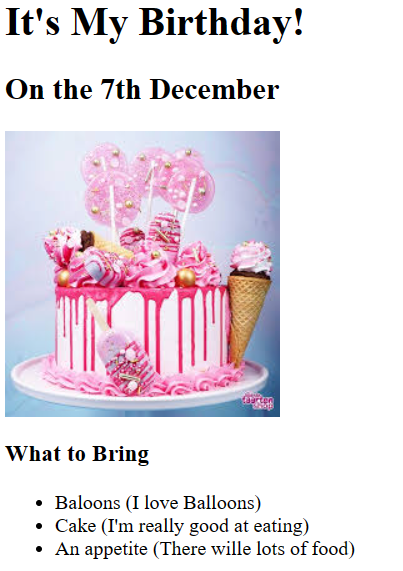 It's My Birthday!
On the 7th December
taarten
What to Bring
Baloons (I love Balloons)
Cake (I'm really good at eating)
An appetite (There wille lots of food)